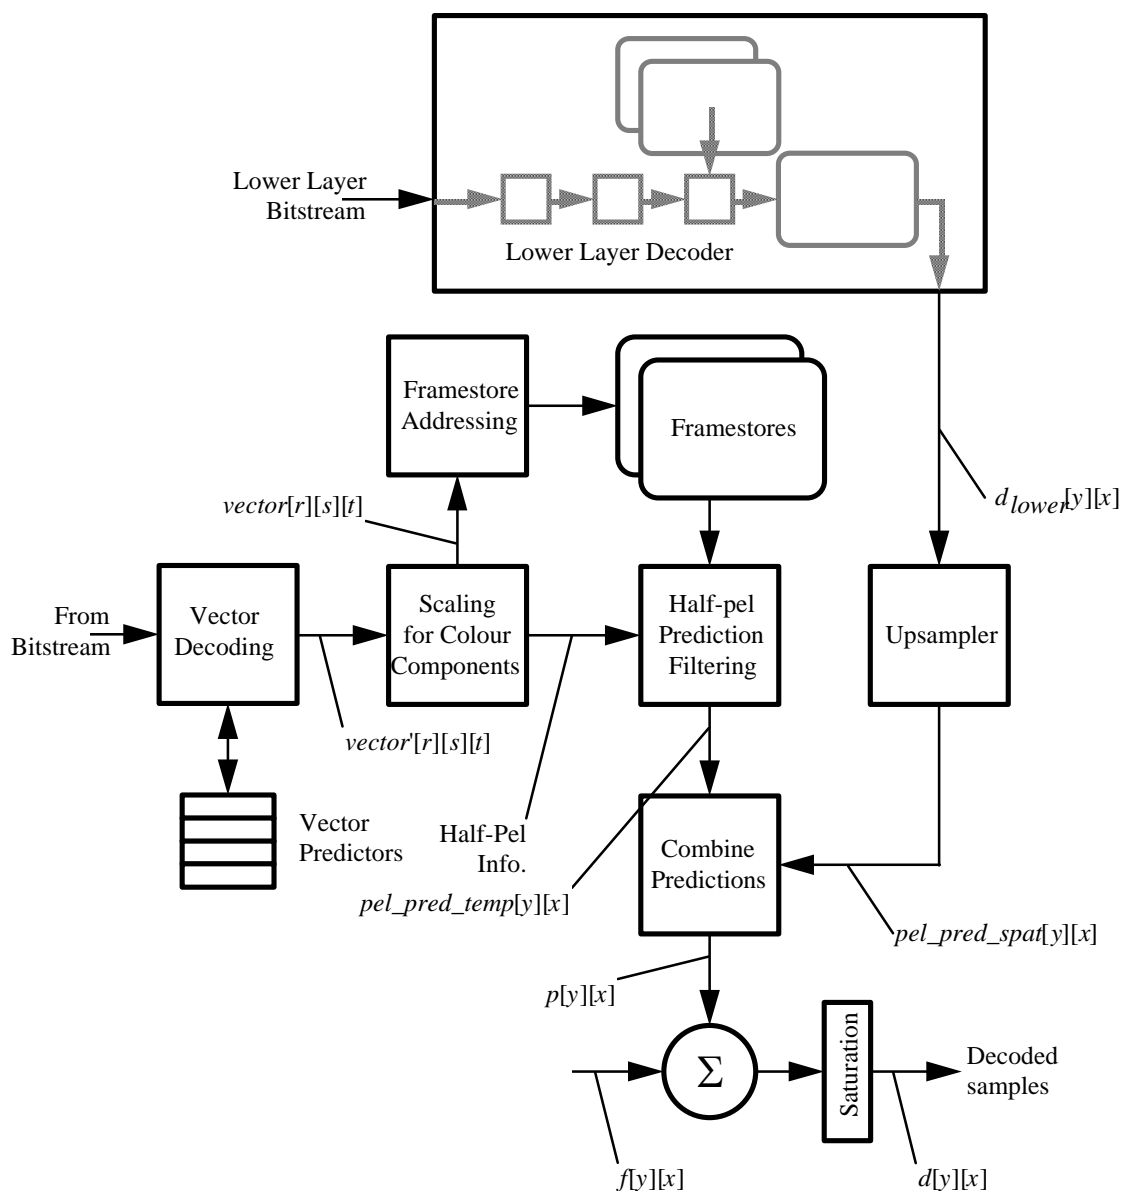 Lower Layer
Bitstream
Lower Layer Decoder
Framestore
Addressing
Framestores
vector[r][s][t]
d lower[y][x]
From
Bitstream
Vector
Decoding
Scaling
for Colour
Components
Half-pel
Prediction
Filtering
Upsampler
vector'[r][s][t]
Vector
Predictors
Half-Pel
Info.
Combine
Predictions
pel_pred_temp[y][x]
pel_pred_spat[y][x]
p[y][x]
Σ
Saturation
Decoded
samples
f[y][x]
d[y][x]